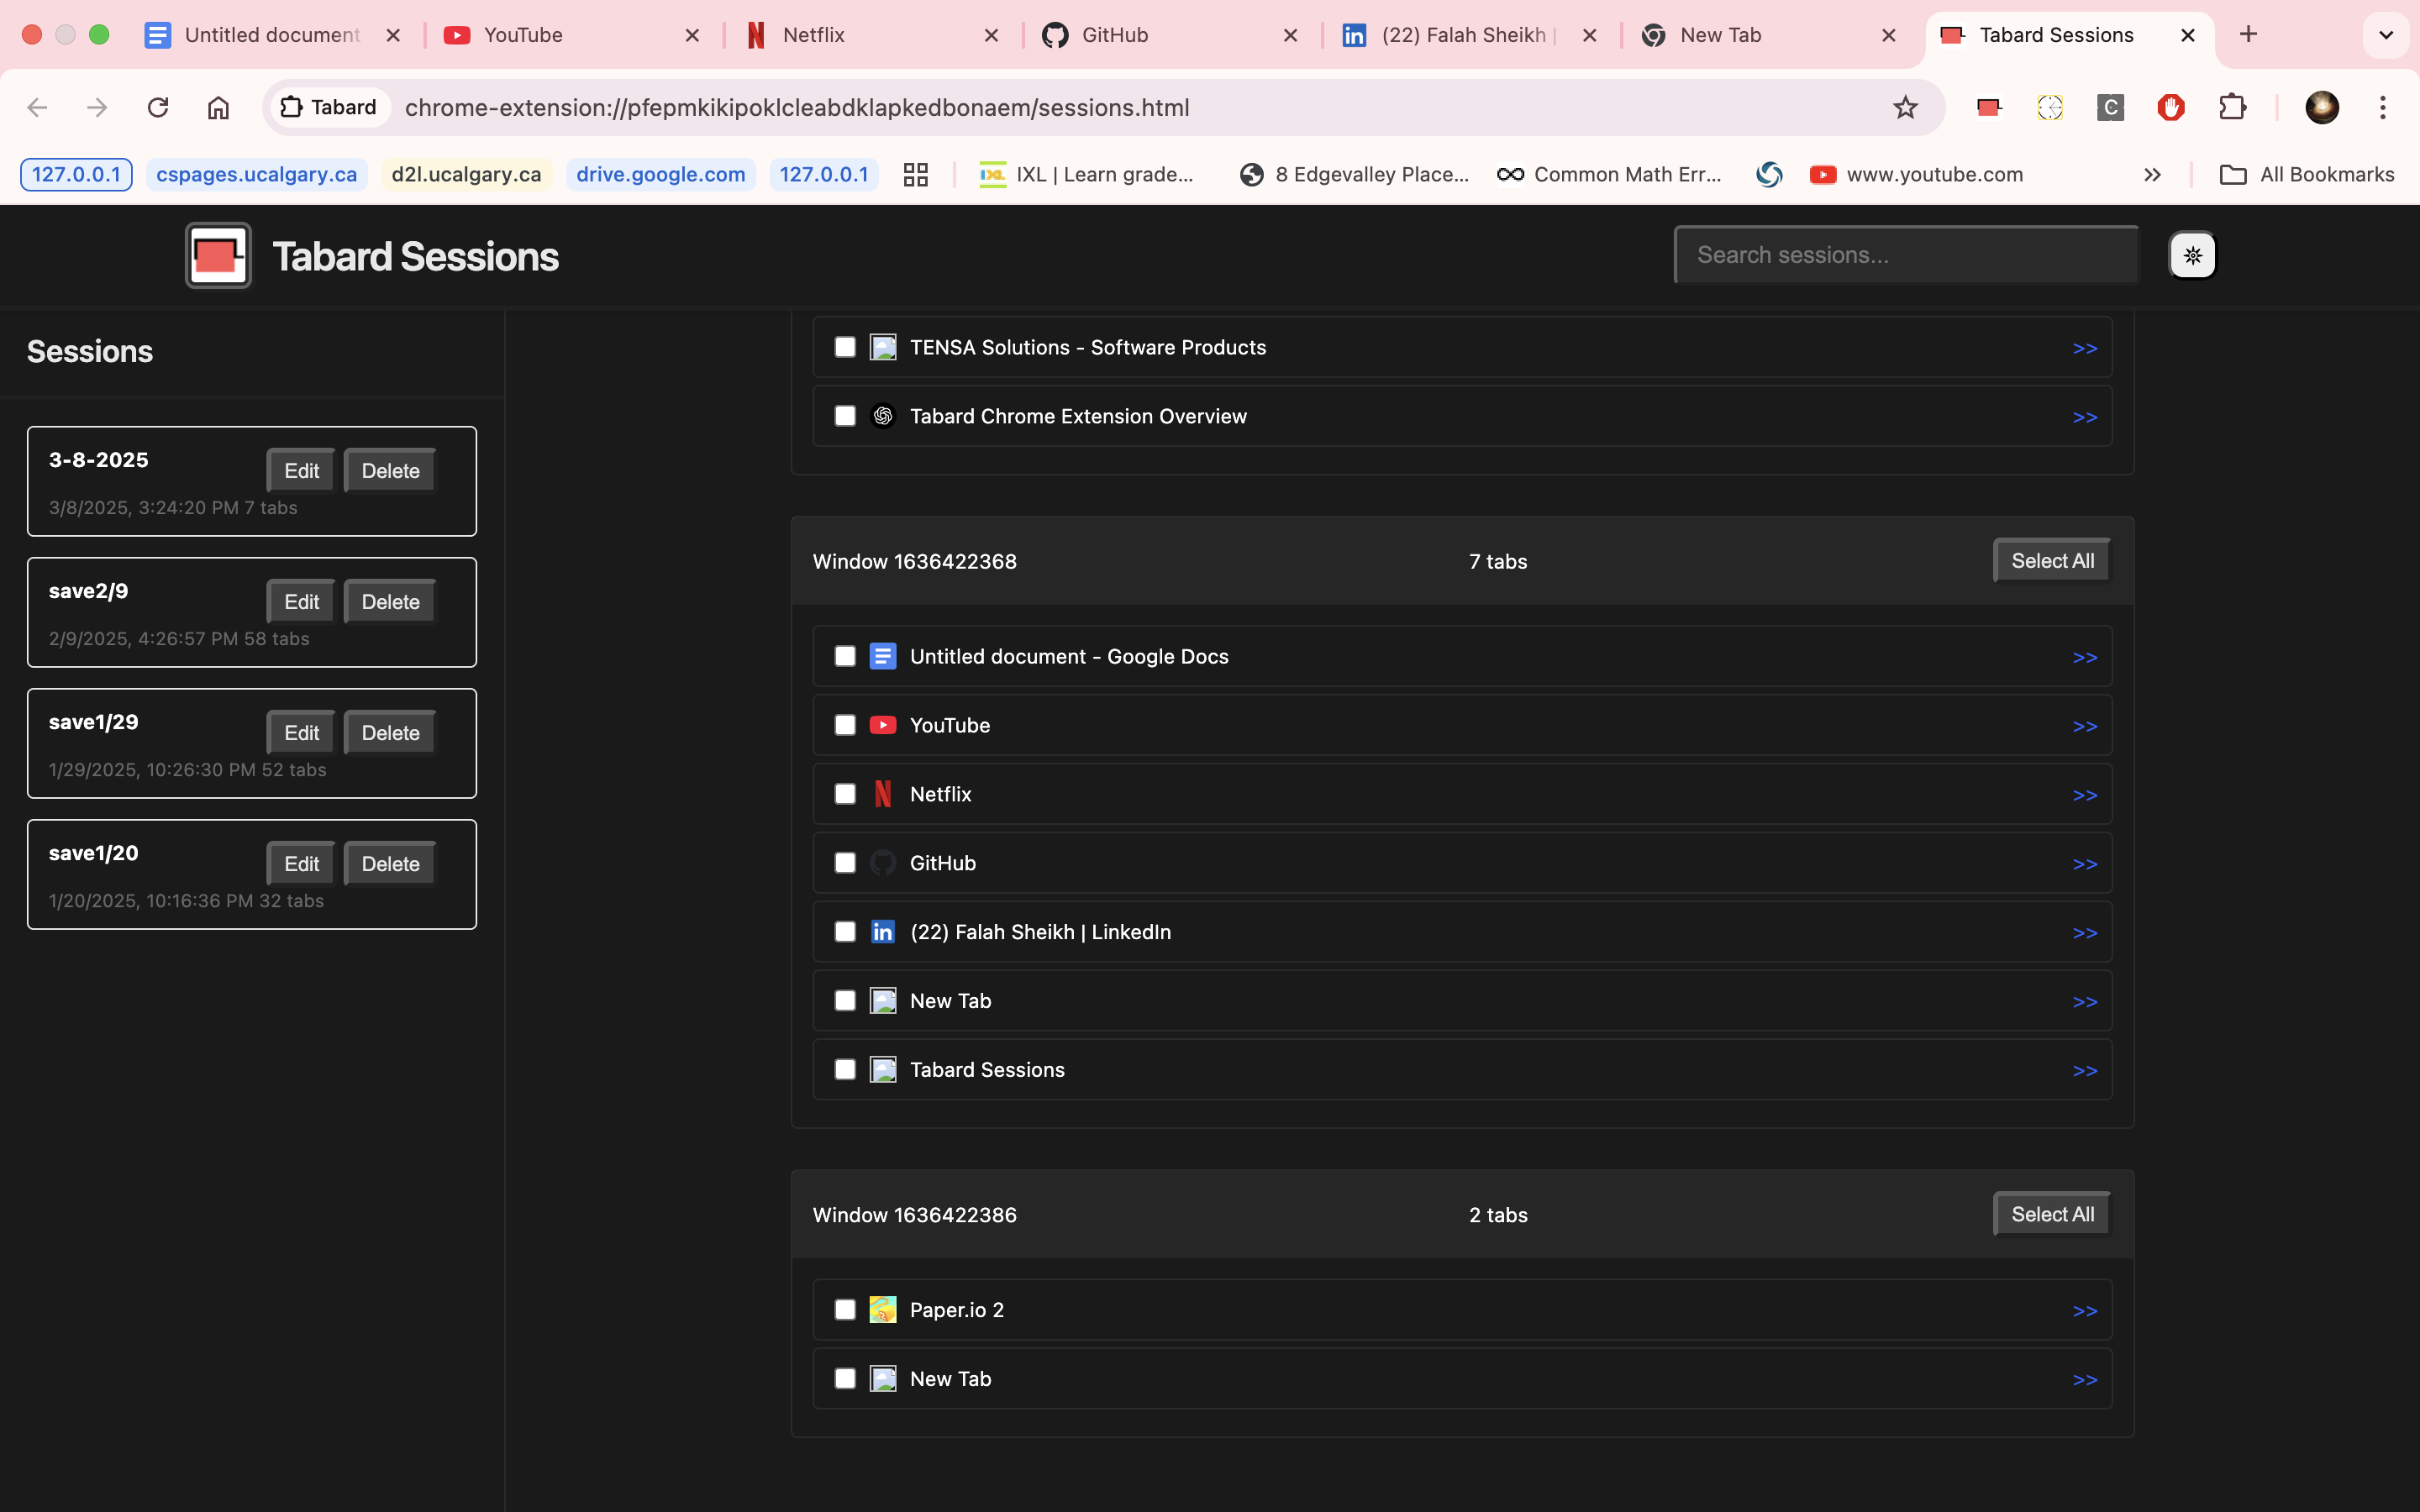 Untitled document
YouTube
Netflix
GitHub
(22) Falah Sheikh |
New Tab
Tabard Sessions
Tabard
chrome-extension://pfepmkikipoklcleabdklapkedbonaem/sessions.html
127.0.0.1
cspages.ucalgary.ca
d2l.ucalgary.ca
drive.google.com
127.0.0.1
IXL | Learn grade...
8 Edgevalley Place...
Common Math Err...
www.youtube.com
All Bookmarks
Tabard Sessions
Search sessions...
Sessions
3-8-2025
Edit
Delete
3/8/2025, 3:24:20 PM 7 tabs
save2/9
Edit
Delete
2/9/2025, 4:26:57 PM 58 tabs
save1/29
Edit
Delete
1/29/2025, 10:26:30 PM 52 tabs
save1/20
Edit
Delete
1/20/2025, 10:16:36 PM 32 tabs
TENSA Solutions - Software Products >>
Tabard Chrome Extension Overview >>
Window 1636422368 7 tabs Select All
Untitled document - Google Docs >>
YouTube >>
Netflix >>
GitHub >>
(22) Falah Sheikh | LinkedIn >>
New Tab >>
Tabard Sessions >>
Window 1636422386 2 tabs Select All
Paper.io 2 >>
New Tab >>